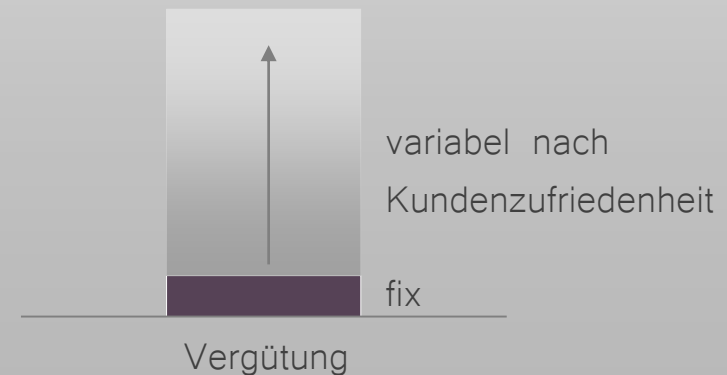 variabel nach
Kundenzufriedenheit
fix
Vergütung